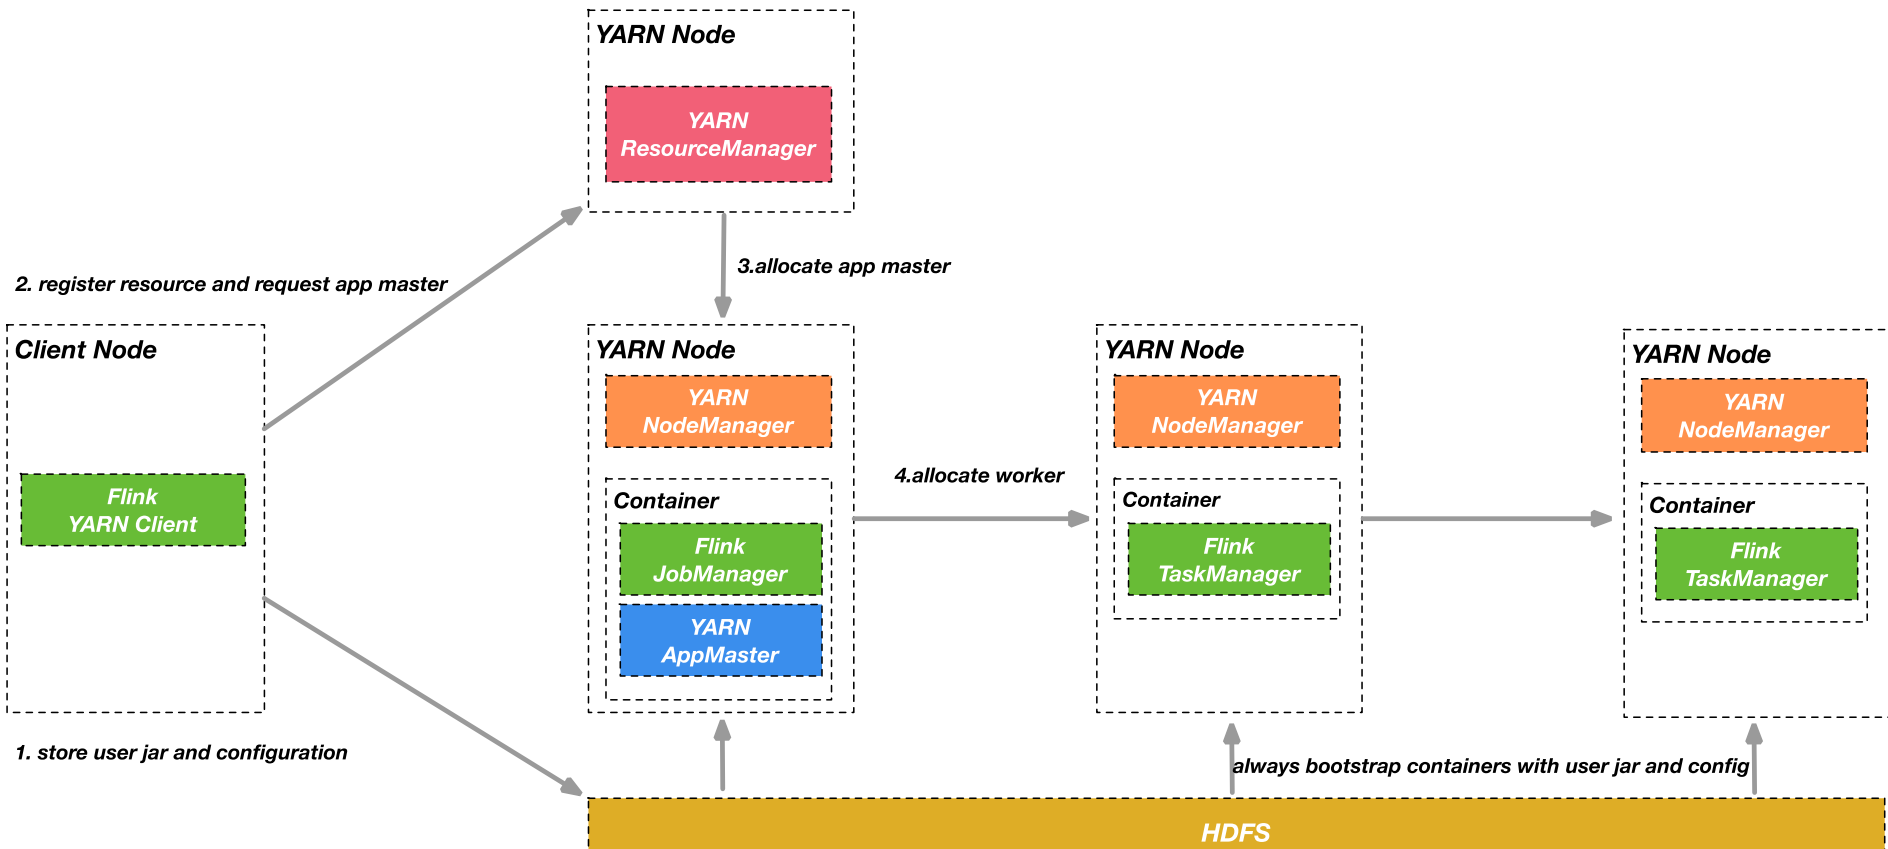 YARN Node
YARN
ResourceManager
2. register resource and request app master
3.allocate app master
Client Node
Flink
YARN Client
YARN Node
YARN
NodeManager
Container
Flink
JobManager
YARN
AppMaster
4.allocate worker
YARN Node
YARN
NodeManager
Container
Flink
TaskManager
YARN Node
YARN
NodeManager
Container
Flink
TaskManager
1. store user jar and configuration
always bootstrap containers with user jar and config
HDFS